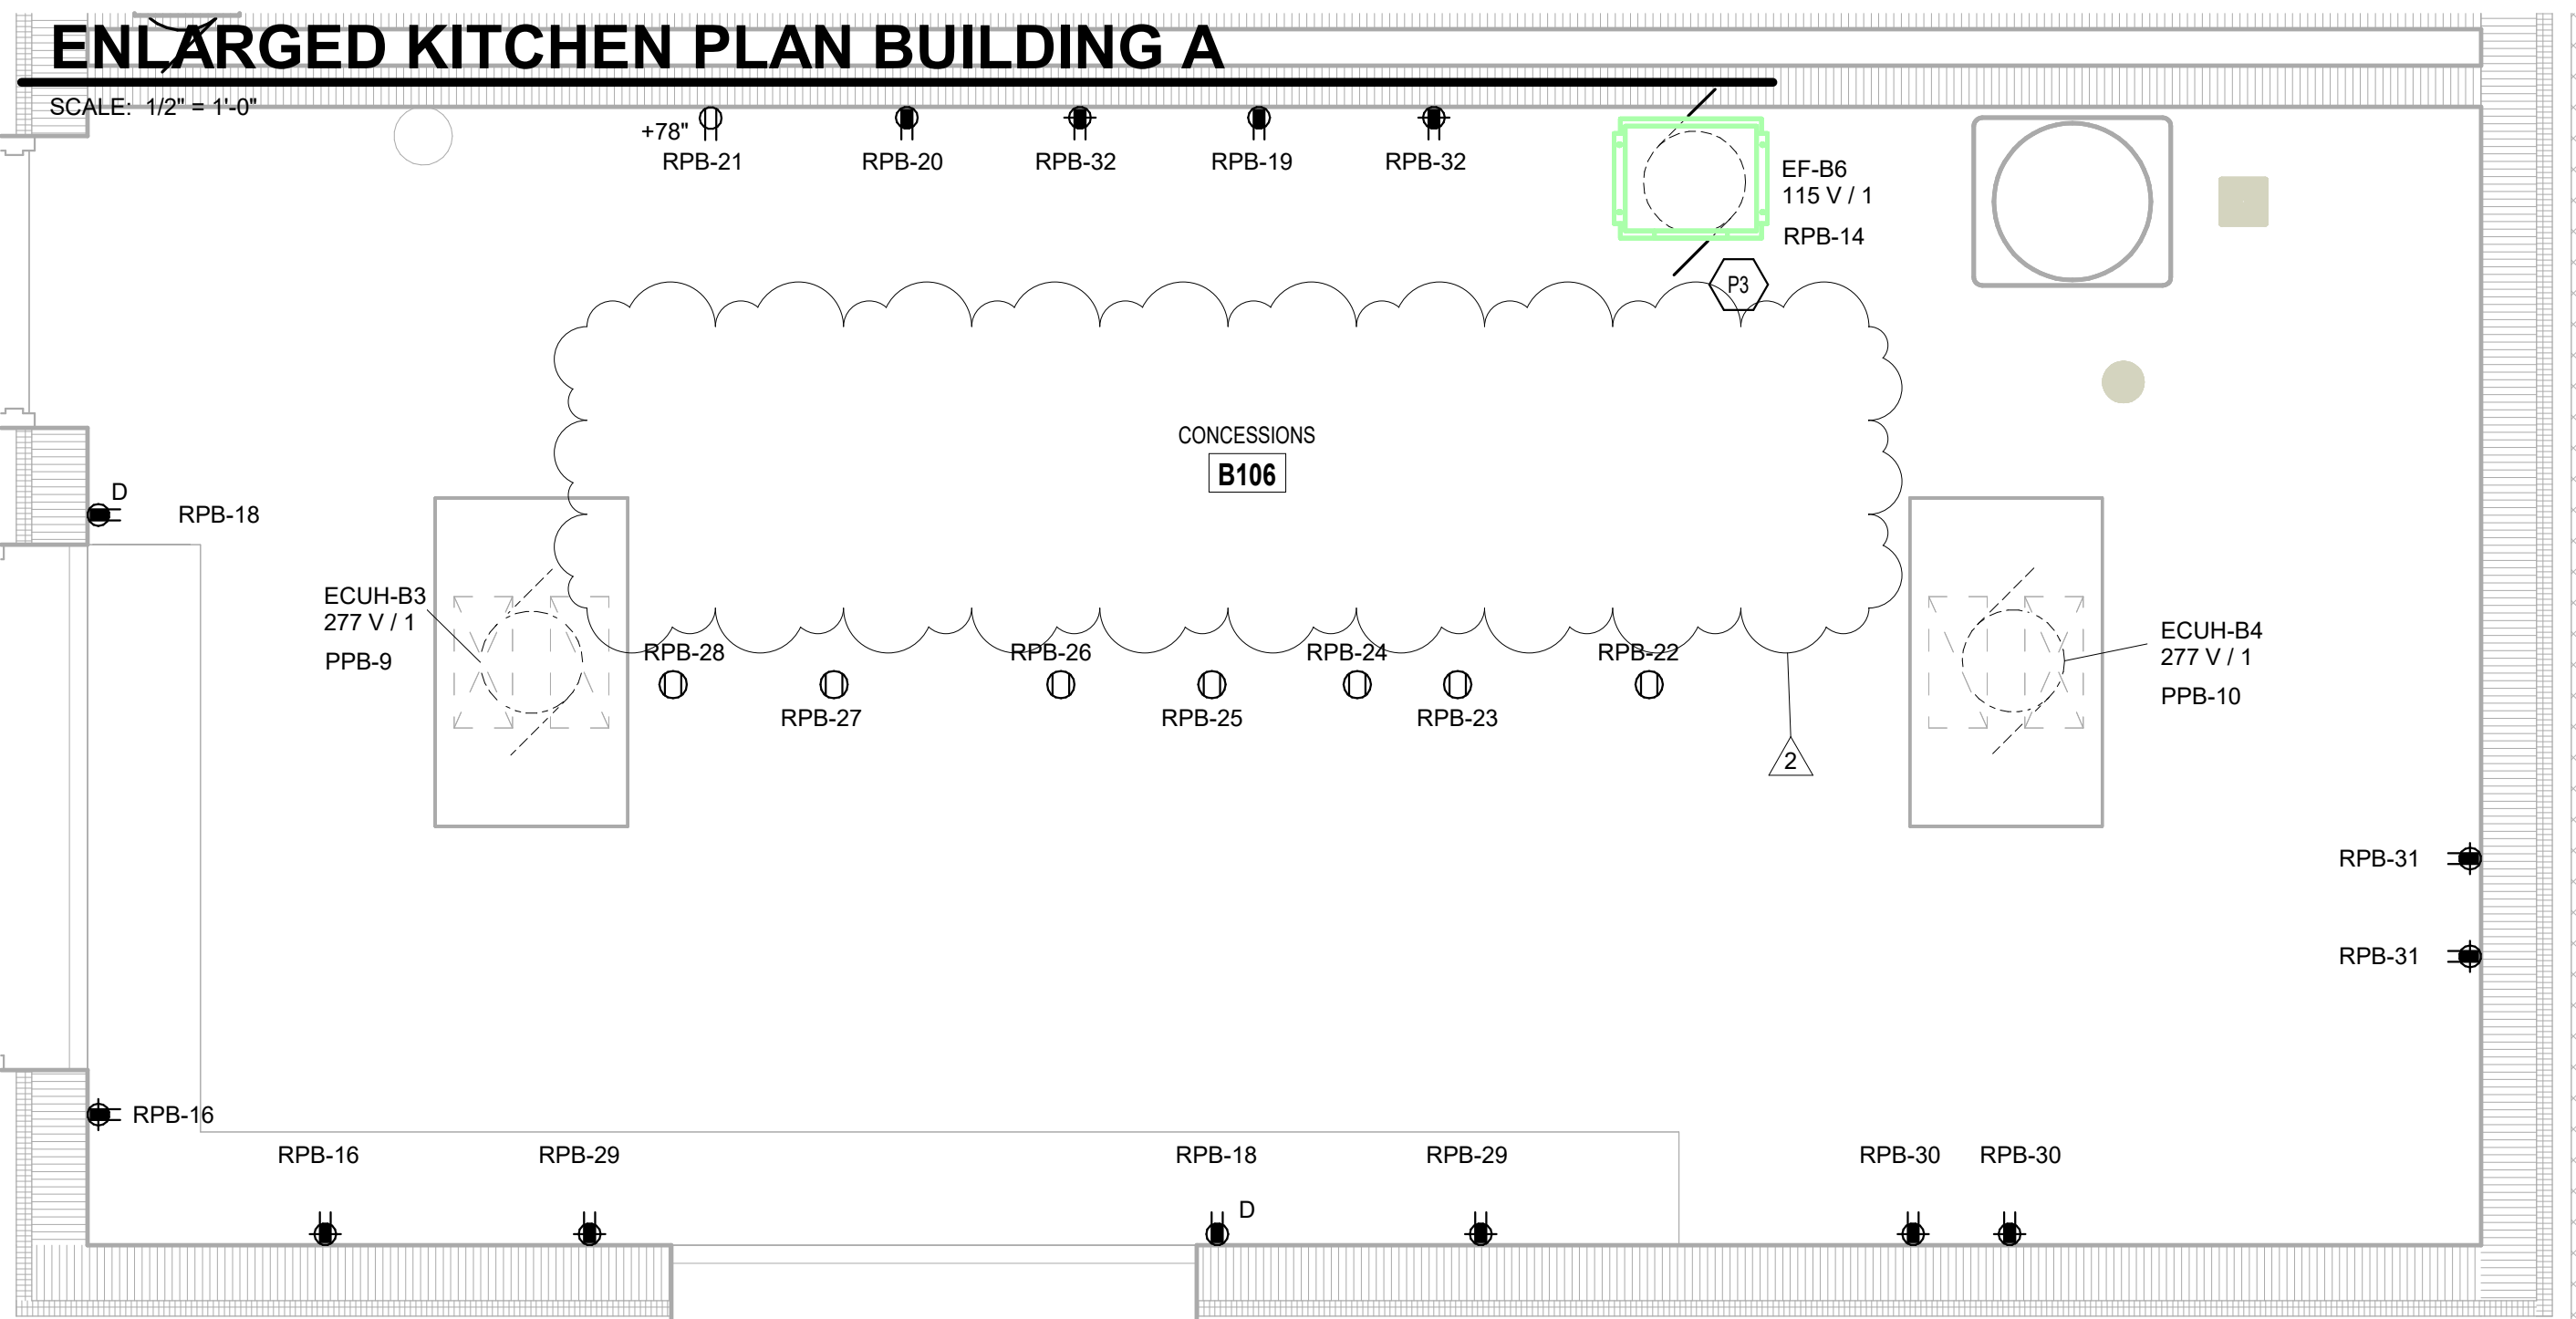 ENLARGED KITCHEN PLAN BUILDING A
SCALE: 1/2" = 1'-0"
+78"
RPB-21
RPB-20
RPB-32
RPB-19
RPB-32
EF-B6
115 V / 1
RPB-14
P3
CONCESSIONS
B106
D
RPB-18
ECUH-B3
277 V / 1
PPB-9
RPB-28
RPB-26
RPB-24
RPB-22
RPB-27
RPB-25
RPB-23
2
ECUH-B4
277 V / 1
PPB-10
RPB-31
RPB-31
RPB-16
RPB-16
RPB-29
RPB-18
D
RPB-29
RPB-30
RPB-30